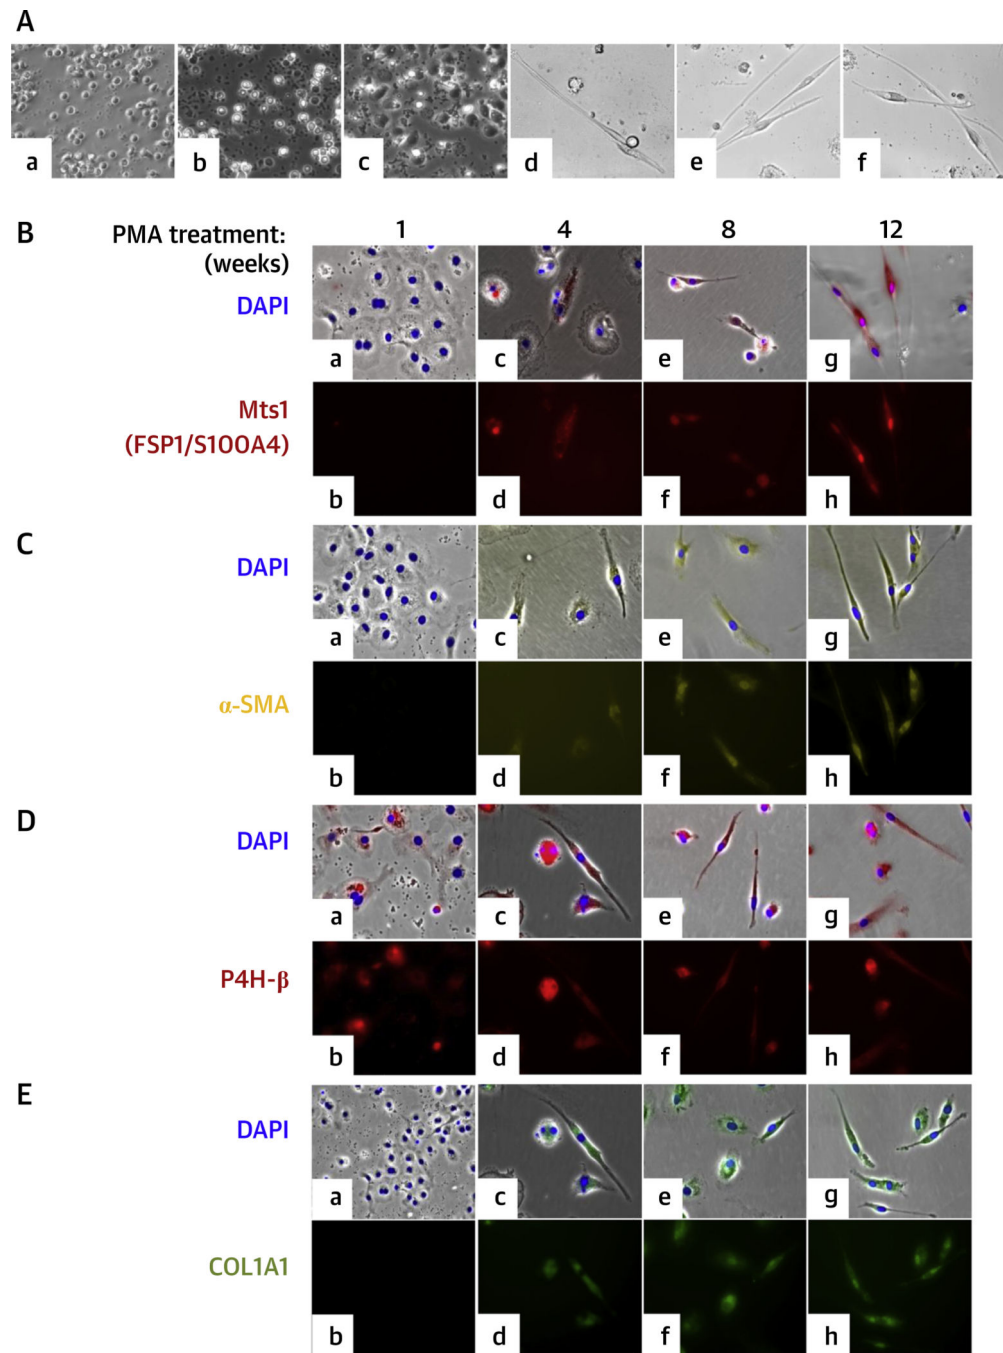 A
a b c d e f
B PMA treatment: 1 4 8 12
(weeks)
DAPI
a c e g
Mts1
(FSP1/S100A4)
b d f h
C
DAPI
a c e g
α-SMA
b d f h
D
DAPI
a c e g
P4H-β
b d f h
E
DAPI
a c e g
COL1A1
b d f h